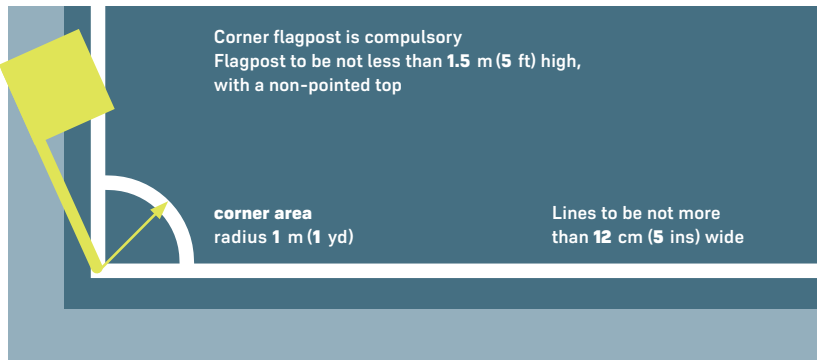 Corner flagpost is compulsory
Flagpost to be not less than 1.5 m (5 ft) high,
with a non-pointed top
corner area
radius 1 m (1 yd)
Lines to be not more
than 12 cm (5 ins) wide